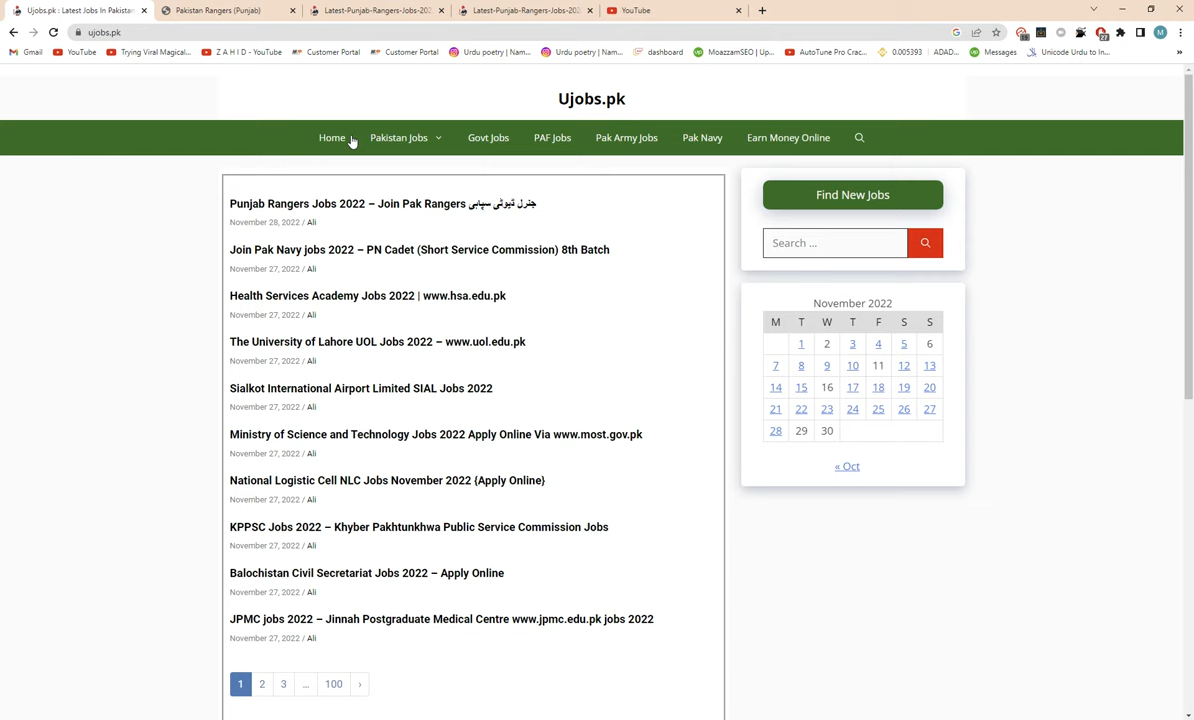 Ujobs.pk : Latest Jobs In Pakistan
Pakistan Rangers (Punjab)
Latest-Punjab-Rangers-Jobs-202
Latest-Punjab-Rangers-Jobs-202
YouTube
ujobs.pk
Gmail
YouTube
Trying Viral Magical...
Z A H I D - YouTube
Customer Portal
Customer Portal
Urdu poetry | Nam...
Urdu poetry | Nam...
dashboard
MoazzamSEO | Up...
AutoTune Pro Crac...
0.005393 | ADAD...
Messages
Unicode Urdu to In...
»
Ujobs.pk
Home
Pakistan Jobs
Govt Jobs
PAF Jobs
Pak Army Jobs
Pak Navy
Earn Money Online
Punjab Rangers Jobs 2022 – Join Pak Rangers جنرل ڈیوٹی سپاہی
November 28, 2022 / Ali
Join Pak Navy jobs 2022 – PN Cadet (Short Service Commission) 8th Batch
November 27, 2022 / Ali
Health Services Academy Jobs 2022 | www.hsa.edu.pk
November 27, 2022 / Ali
The University of Lahore UOL Jobs 2022 – www.uol.edu.pk
November 27, 2022 / Ali
Sialkot International Airport Limited SIAL Jobs 2022
November 27, 2022 / Ali
Ministry of Science and Technology Jobs 2022 Apply Online Via www.most.gov.pk
November 27, 2022 / Ali
National Logistic Cell NLC Jobs November 2022 {Apply Online}
November 27, 2022 / Ali
KPPSC Jobs 2022 – Khyber Pakhtunkhwa Public Service Commission Jobs
November 27, 2022 / Ali
Balochistan Civil Secretariat Jobs 2022 – Apply Online
November 27, 2022 / Ali
JPMC jobs 2022 – Jinnah Postgraduate Medical Centre www.jpmc.edu.pk jobs 2022
November 27, 2022 / Ali
1 2 3 ... 100 ›
Find New Jobs
Search ...
November 2022
M T W T F S S
1 2 3 4 5 6
7 8 9 10 11 12 13
14 15 16 17 18 19 20
21 22 23 24 25 26 27
28 29 30
« Oct